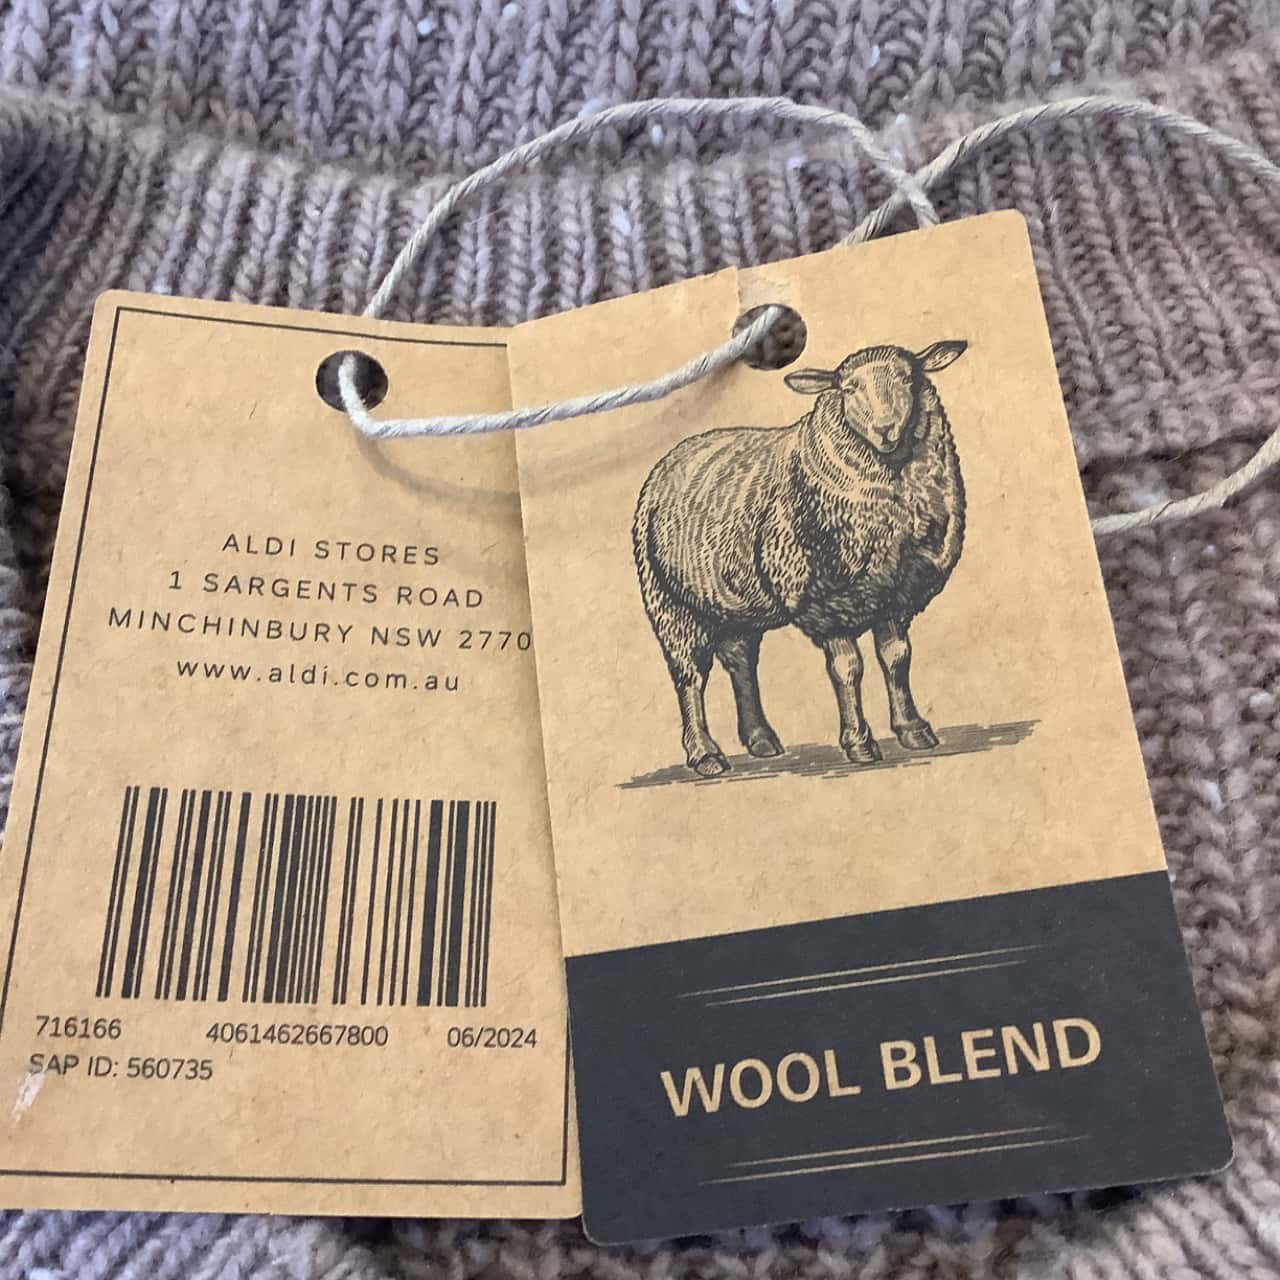 ALDI STORES
1 SARGENTS ROAD
MINCHINBURY NSW 2770
www.aldi.com.au
716166 4061462667800 06/2024
SAP ID: 560735
WOOL BLEND